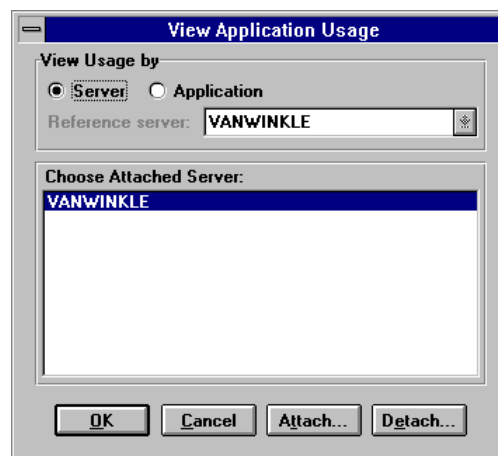 View Application Usage
View Usage by
Server Application
Reference server: VANWINKLE
Choose Attached Server:
VANWINKLE
OK Cancel Attach... Detach...